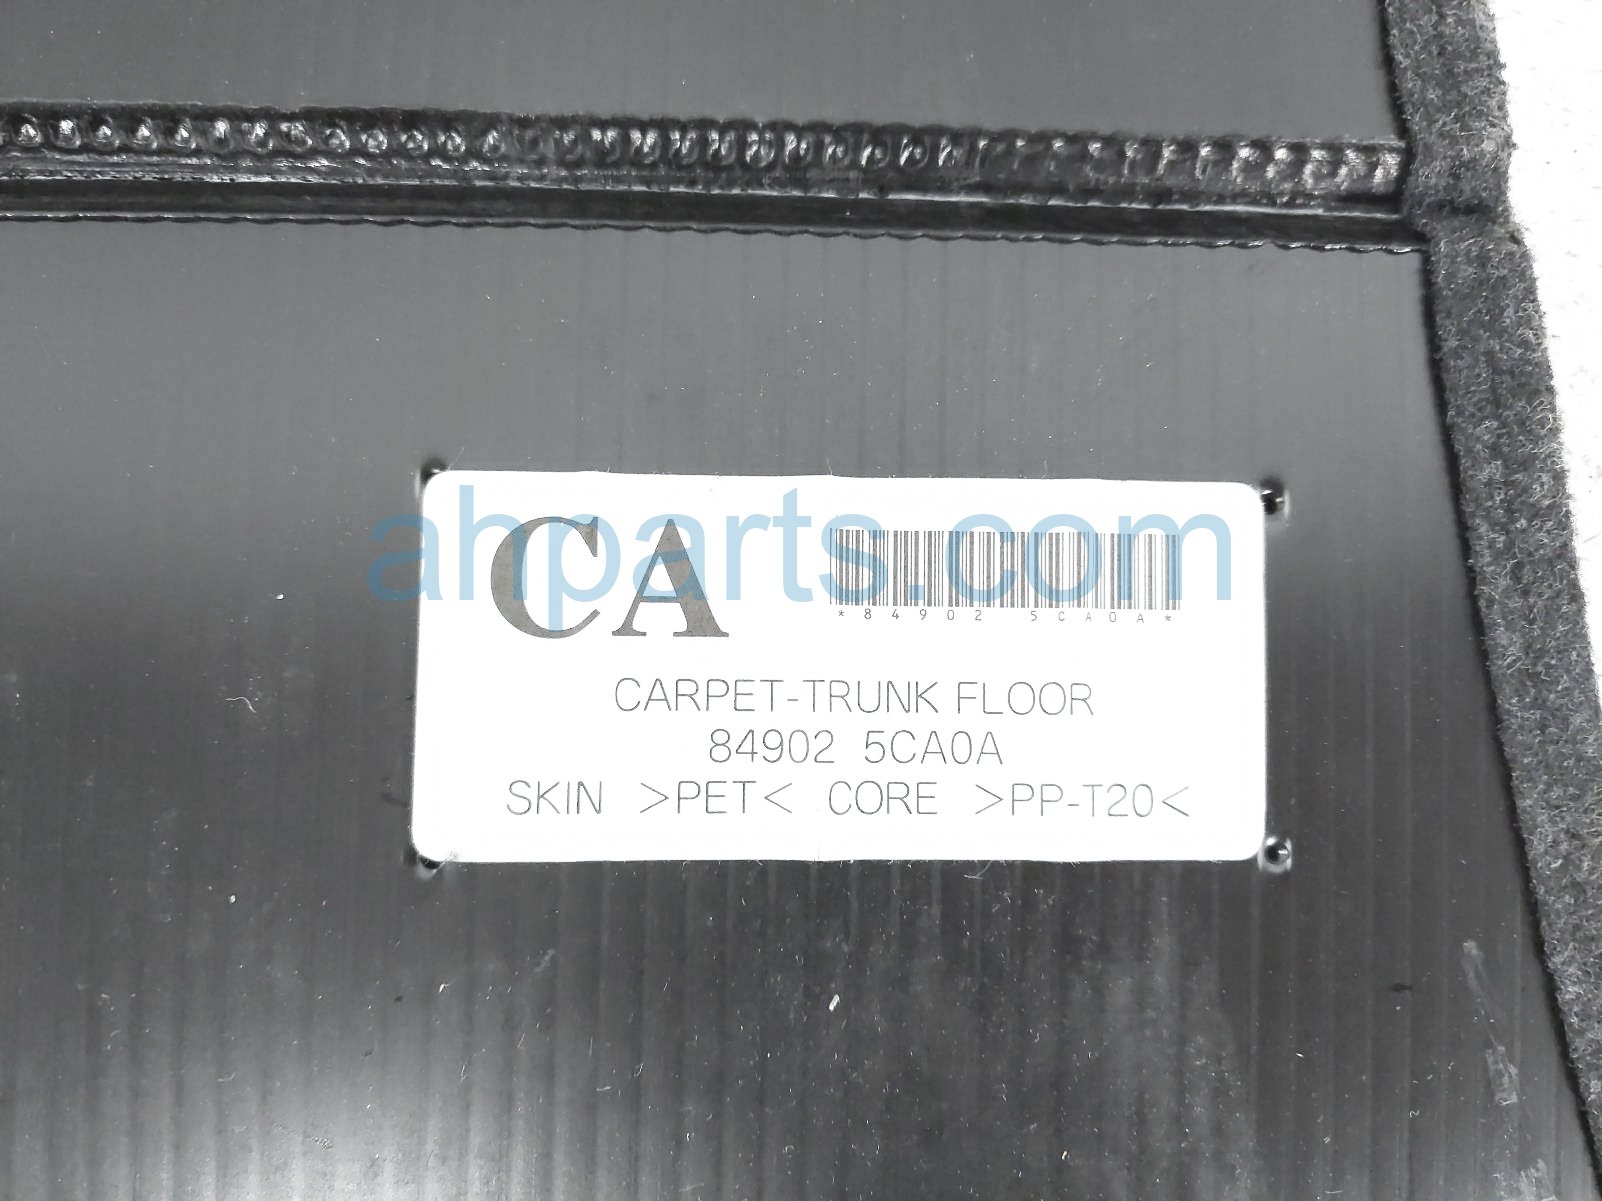 CA
*84902 5CA0A*
ahparts.com
CARPET-TRUNK FLOOR
84902 5CA0A
SKIN >PET< CORE >PP-T20<